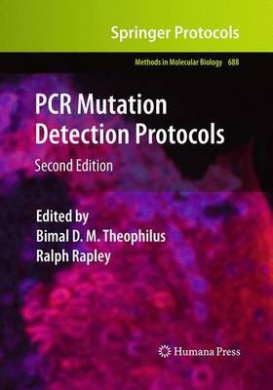 Springer Protocols
Methods in Molecular Biology 688
PCR Mutation
Detection Protocols
Second Edition
Edited by
Bimal D. M. Theophilus
Ralph Rapley
Humana Press